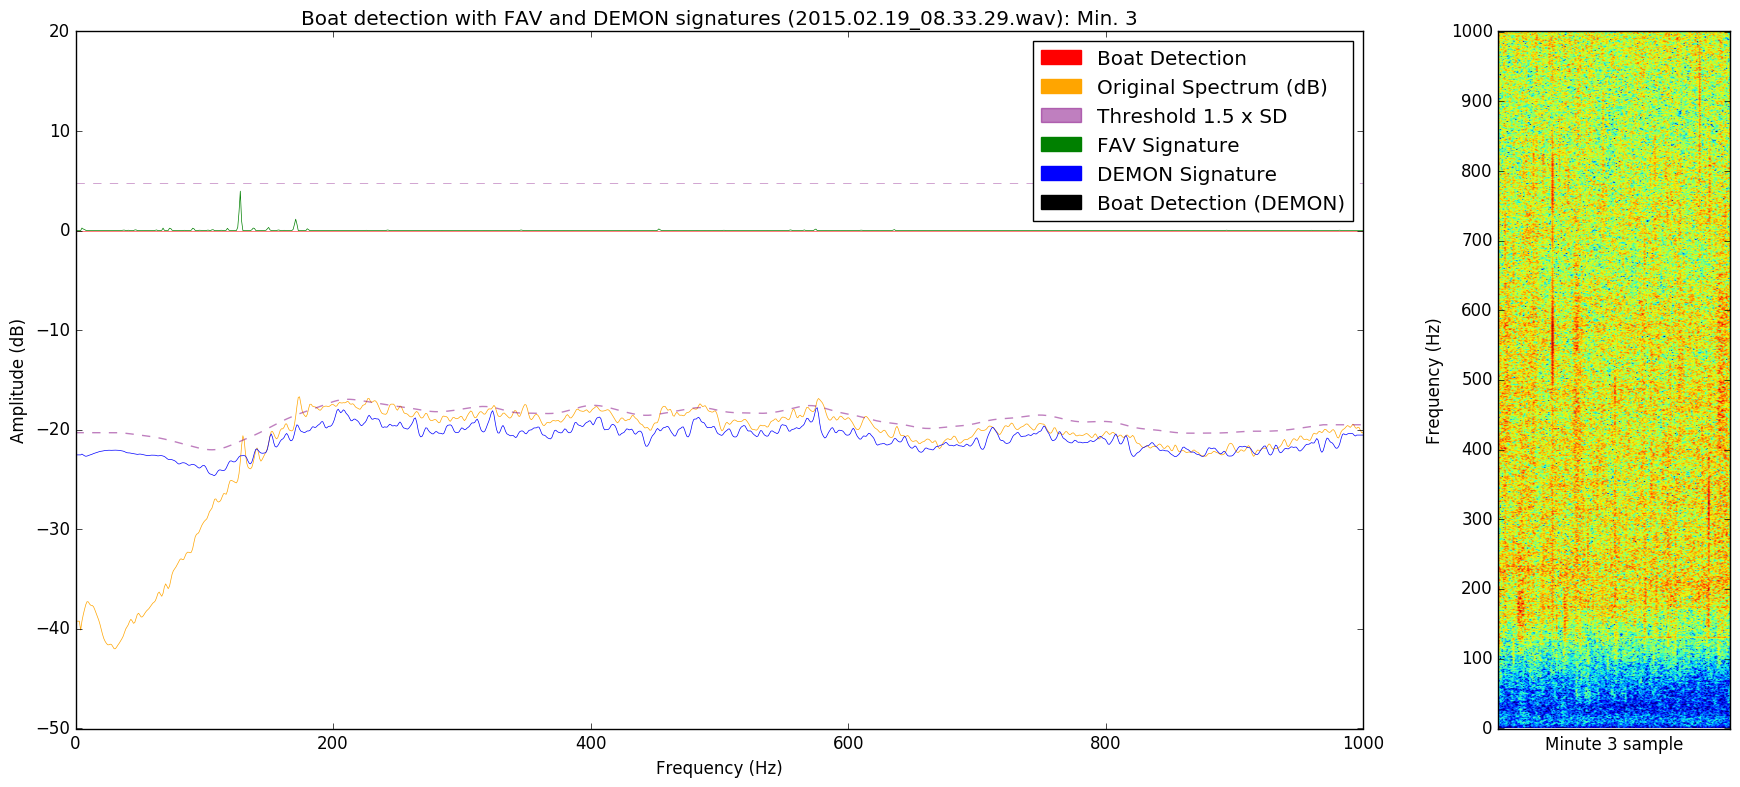 Boat detection with FAV and DEMON signatures (2015.02.19_08.33.29.wav): Min. 3
20
10
0
−10
−20
−30
−40
−50
Amplitude (dB)
0 200 400 600 800 1000
Frequency (Hz)
Boat Detection
Original Spectrum (dB)
Threshold 1.5 x SD
FAV Signature
DEMON Signature
Boat Detection (DEMON)
1000
900
800
700
600
500
400
300
200
100
0
Frequency (Hz)
Minute 3 sample